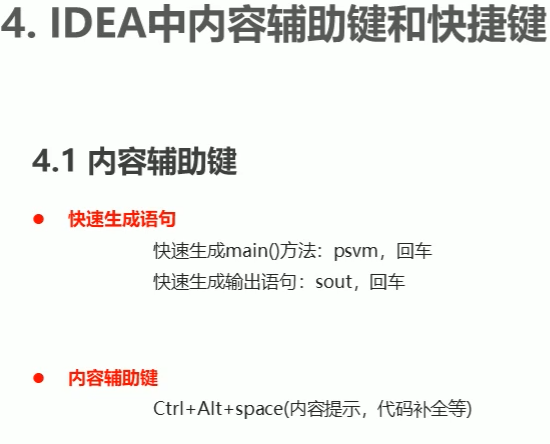 4. IDEA中内容辅助键和快捷键
4.1 内容辅助键
快速生成语句
快速生成main()方法：psvm，回车
快速生成输出语句：sout，回车
内容辅助键
Ctrl+Alt+space(内容提示，代码补全等)